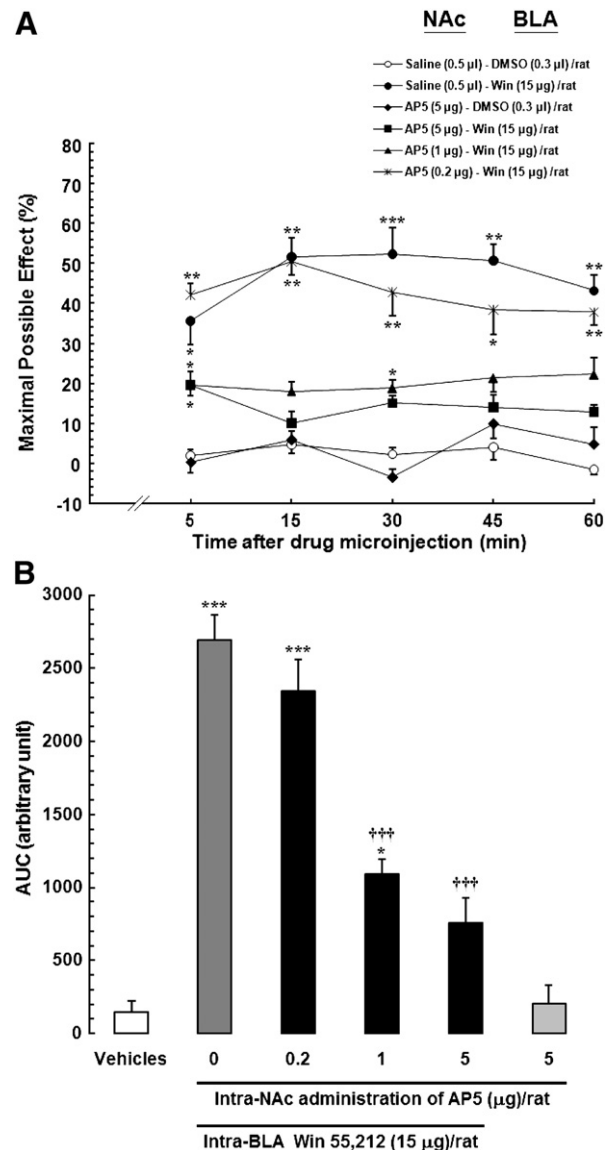 A
NAc BLA
Saline (0.5 µl) - DMSO (0.3 µl) /rat
Saline (0.5 µl) - Win (15 µg) /rat
AP5 (5 µg) - DMSO (0.3 µl) /rat
AP5 (5 µg) - Win (15 µg) /rat
AP5 (1 µg) - Win (15 µg) /rat
AP5 (0.2 µg) - Win (15 µg) /rat
Maximal Possible Effect (%)
80
70
60
50
40
30
20
10
0
-10
** ** *** ** **
** ** * **
*
*
*
*
5 15 30 45 60
Time after drug microinjection (min)
B
AUC (arbitrary unit)
3000
2500
2000
1500
1000
500
0
***
***
†††
*
†††
Vehicles 0 0.2 1 5 5
Intra-NAc administration of AP5 (µg)/rat
Intra-BLA Win 55,212 (15 µg)/rat